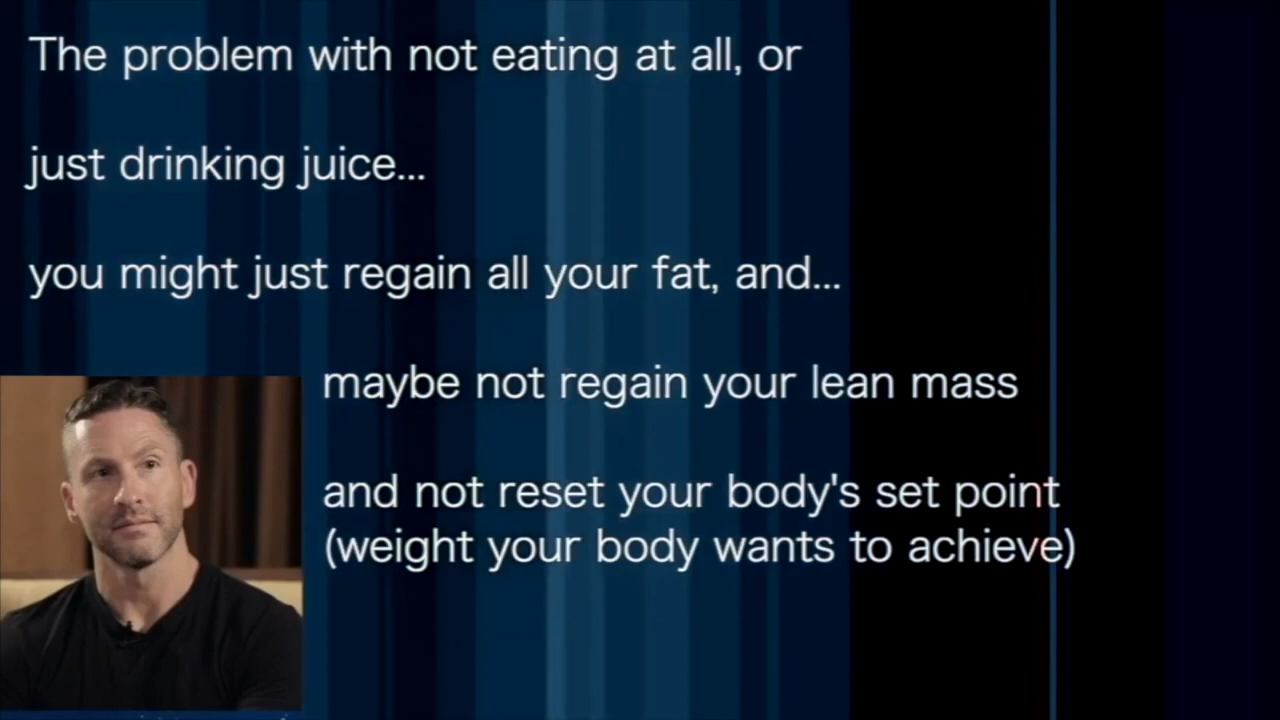 The problem with not eating at all, or
just drinking juice...
you might just regain all your fat, and...
maybe not regain your lean mass
and not reset your body's set point
(weight your body wants to achieve)